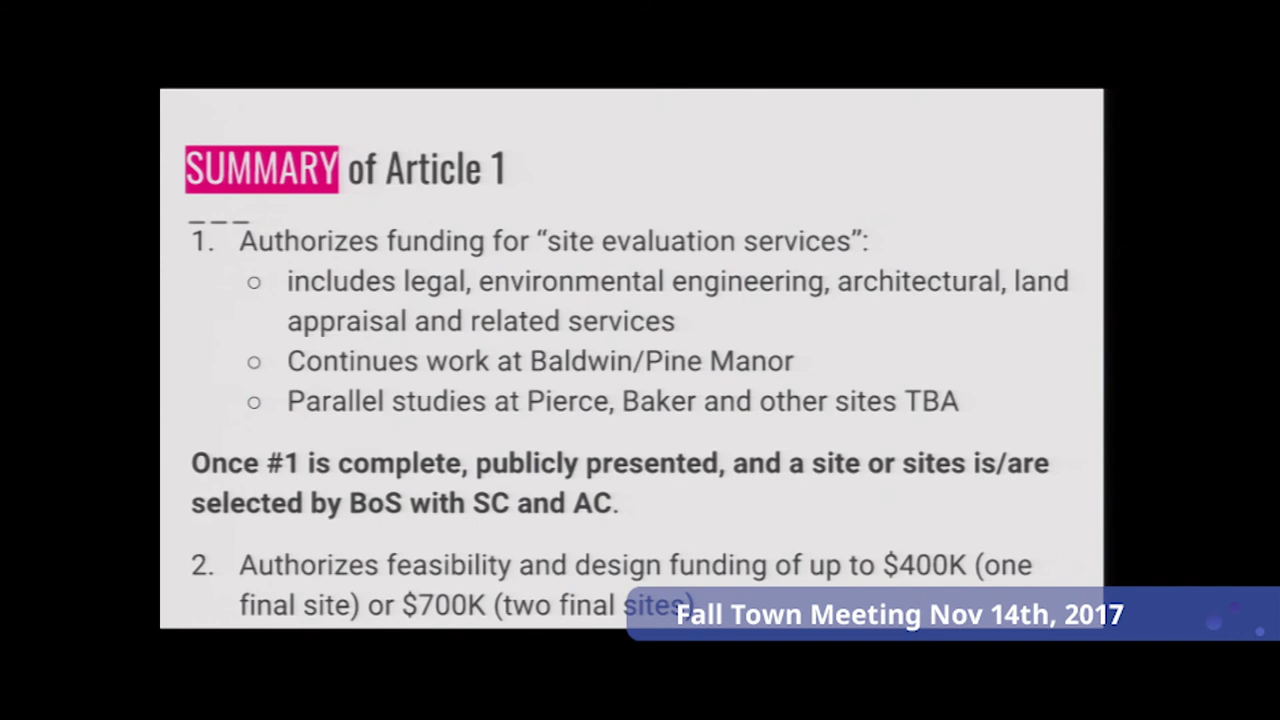 SUMMARY of Article 1
1. Authorizes funding for “site evaluation services”:
○ includes legal, environmental engineering, architectural, land
appraisal and related services
○ Continues work at Baldwin/Pine Manor
○ Parallel studies at Pierce, Baker and other sites TBA
Once #1 is complete, publicly presented, and a site or sites is/are
selected by BoS with SC and AC.
2. Authorizes feasibility and design funding of up to $400K (one
final site) or $700K (two final sites)
Fall Town Meeting Nov 14th, 2017